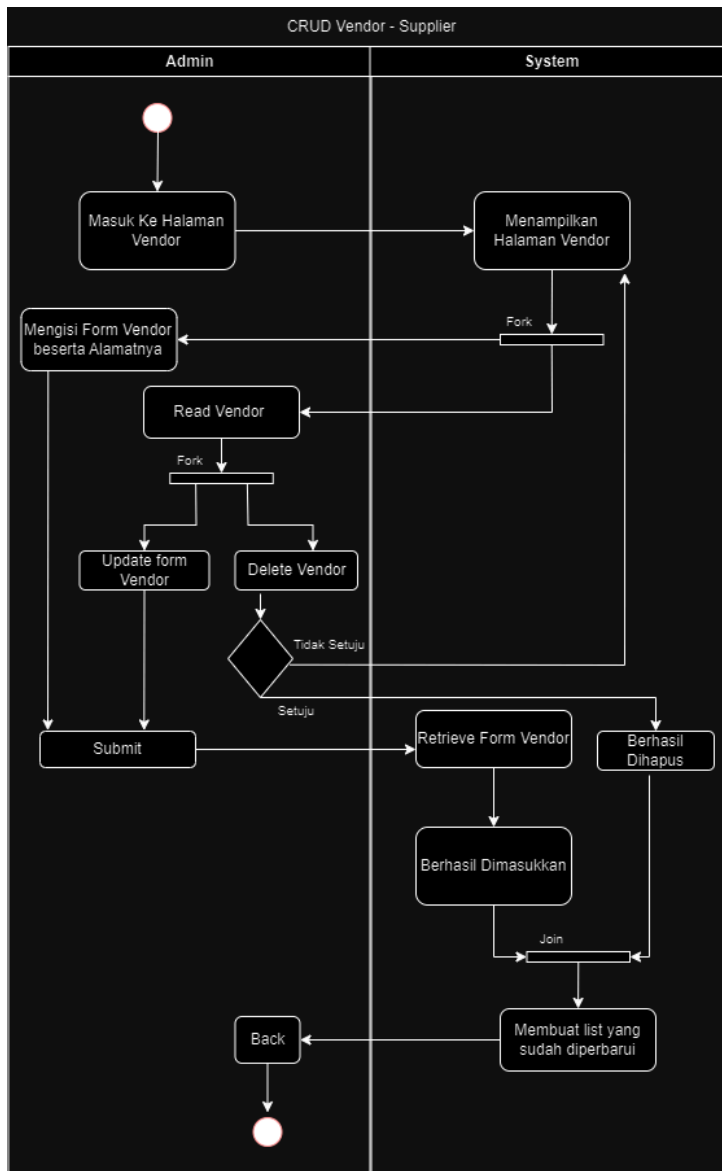 CRUD Vendor - Supplier
Admin
System
Masuk Ke Halaman
Vendor
Menampilkan
Halaman Vendor
Fork
Mengisi Form Vendor
beserta Alamatnya
Read Vendor
Fork
Update form
Vendor
Delete Vendor
Tidak Setuju
Setuju
Submit
Retrieve Form Vendor
Berhasil
Dihapus
Berhasil Dimasukkan
Join
Membuat list yang
sudah diperbarui
Back